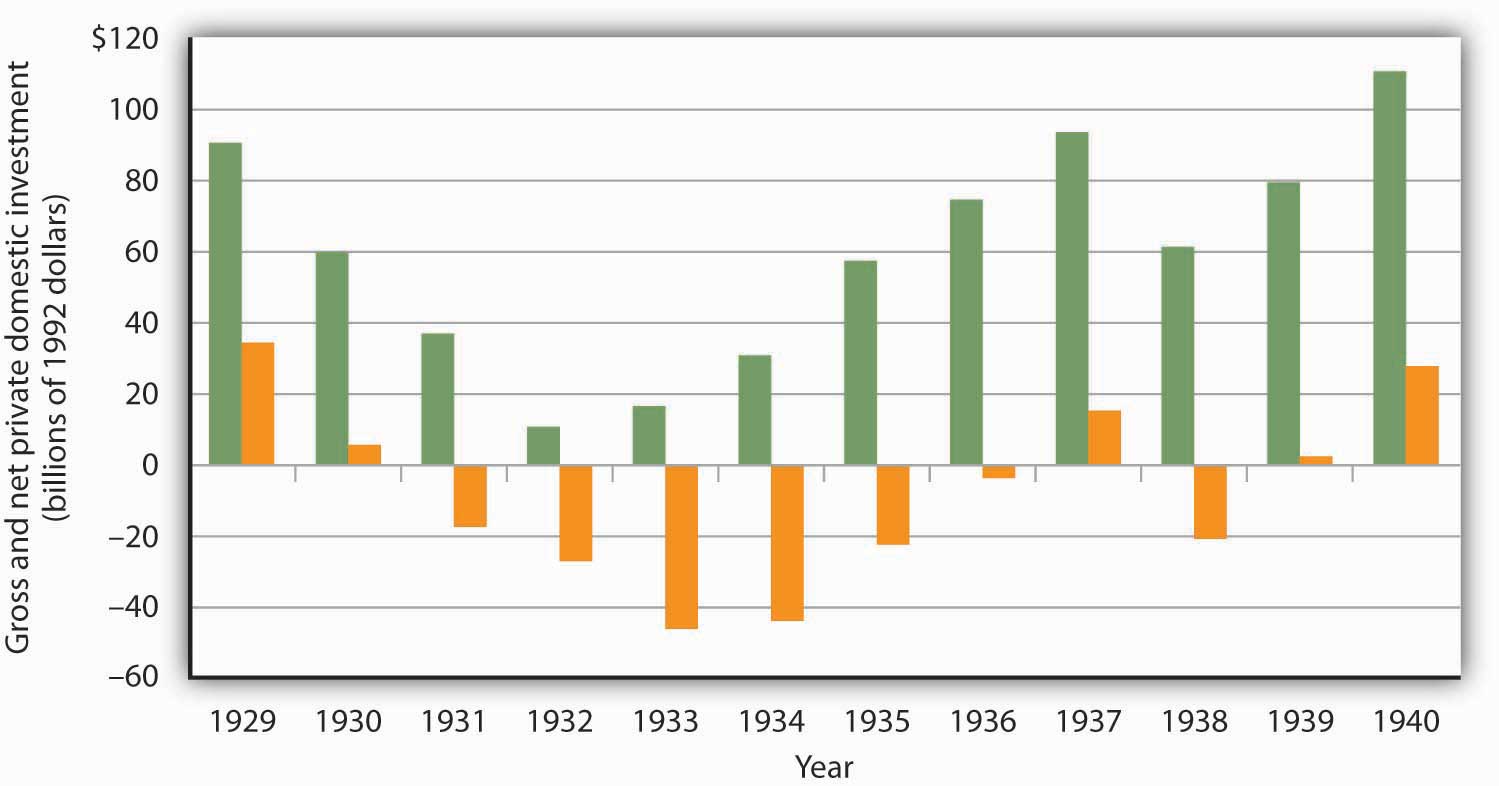 Gross and net private domestic investment
(billions of 1992 dollars)
$120
100
80
60
40
20
0
–20
–40
–60
1929 1930 1931 1932 1933 1934 1935 1936 1937 1938 1939 1940
Year